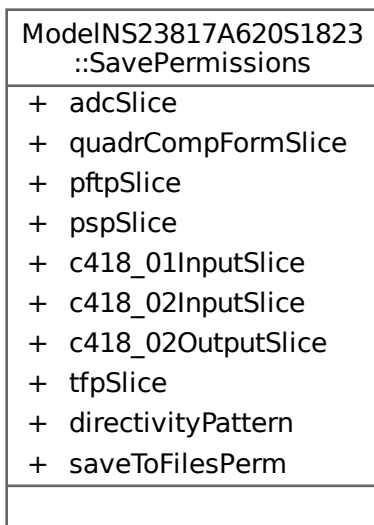 ModelNS23817A620S1823
::SavePermissions
+ adcSlice
+ quadrCompFormSlice
+ pftpSlice
+ pspSlice
+ c418_01InputSlice
+ c418_02InputSlice
+ c418_02OutputSlice
+ tfpSlice
+ directivityPattern
+ saveToFilesPerm